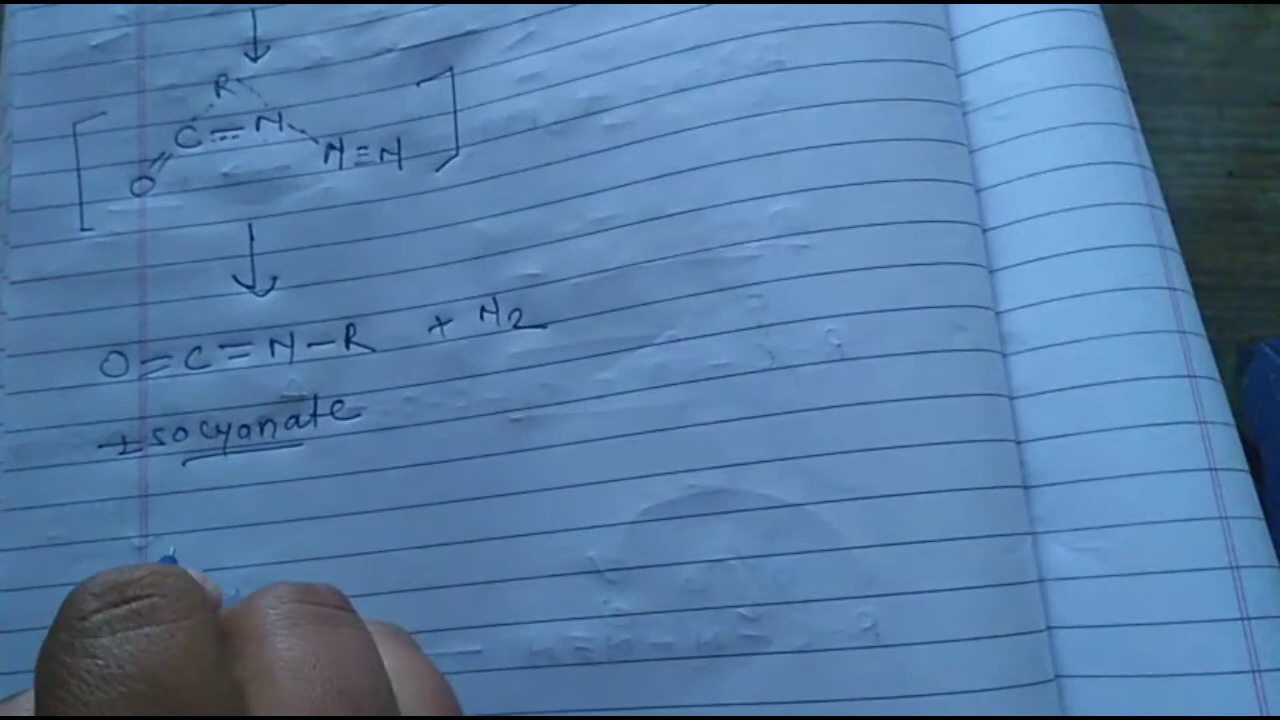 R
C = N
O
N ≡ N
O = C = N - R + N2
Isocyanate